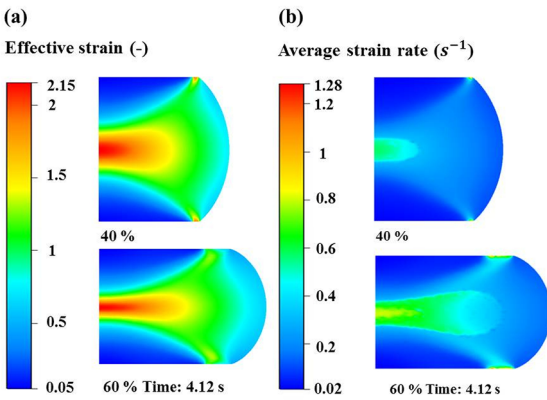 (a)
Effective strain (-)
2.15
2
1.5
1
0.5
0.05
40 %
60 % Time: 4.12 s
(b)
Average strain rate (s⁻¹)
1.28
1.2
1
0.8
0.6
0.4
0.2
0.02
40 %
60 % Time: 4.12 s